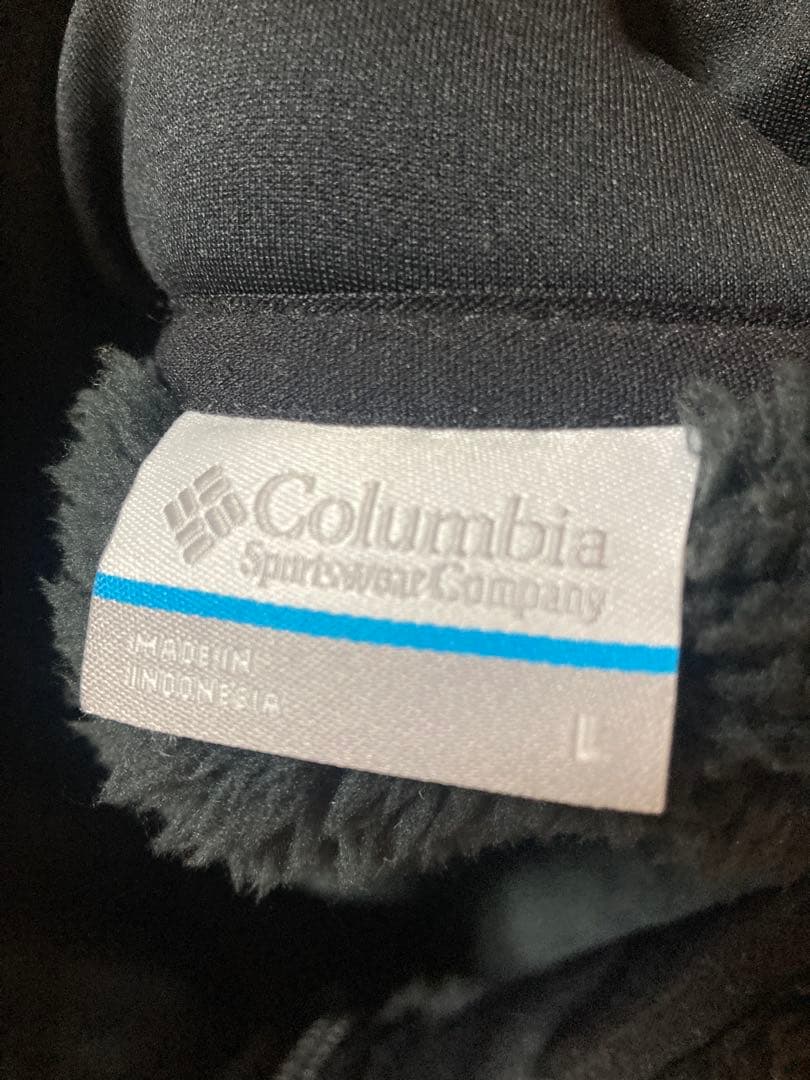 Columbia
Sportswear Company
MADE IN
INDONESIA
L